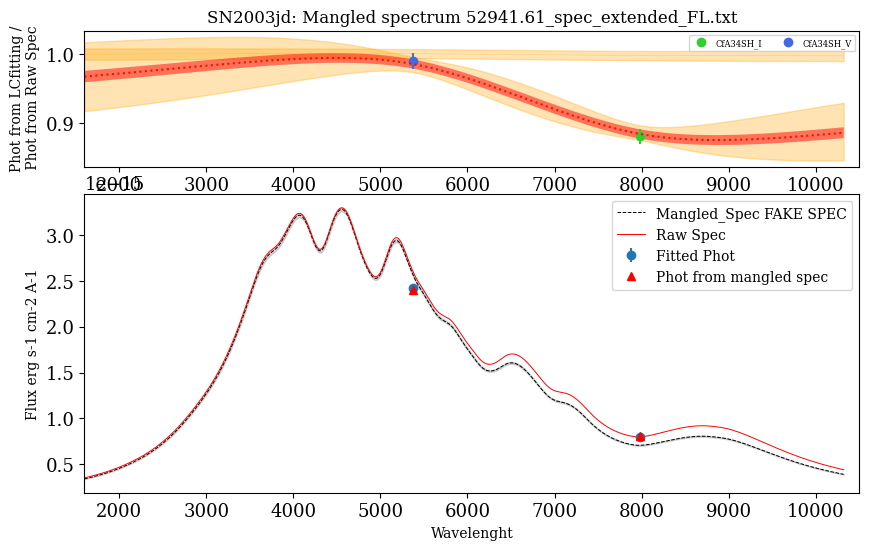 SN2003jd: Mangled spectrum 52941.61_spec_extended_FL.txt
Phot from LCfitting /
Phot from Raw Spec
1.0
0.9
CfA34SH_I
CfA34SH_V
2000 3000 4000 5000 6000 7000 8000 9000 10000
1e−15
Flux erg s-1 cm-2 A-1
3.0
2.5
2.0
1.5
1.0
0.5
Mangled_Spec FAKE SPEC
Raw Spec
Fitted Phot
Phot from mangled spec
2000 3000 4000 5000 6000 7000 8000 9000 10000
Wavelenght